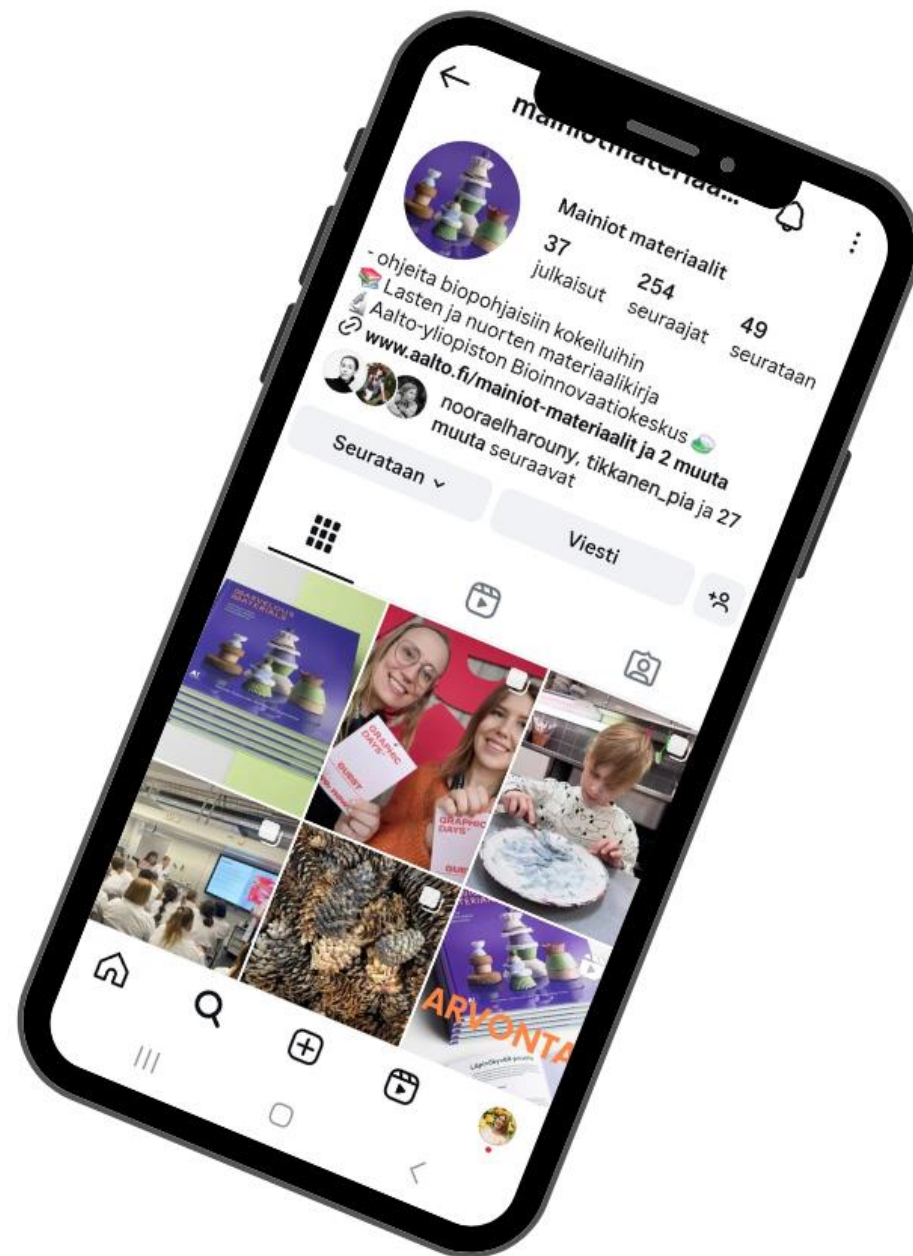 mainiotmateriaa...
Mainiot materiaalit
37 254 49
julkaisut seuraajat seurataan
- ohjeita biopohjaisiin kokeiluihin
Lasten ja nuorten materiaalikirja
Aalto-yliopiston Bioinnovaatiokeskus
www.aalto.fi/mainiot-materiaalit ja 2 muuta
nooraelharouny, tikkanen_pia ja 27
muuta seuraavat
Seurataan
Viesti
MARVELOUS
MATERIALS
A!
GRAPHIC
DAYS
GUEST
GRAPHIC
DAYS
ARVONTA